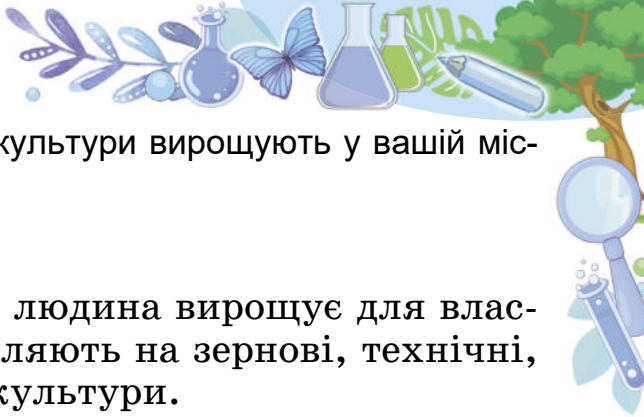 культури вирощують у вашій міс-
людина вирощує для влас-
ляють на зернові, технічні,
культури.